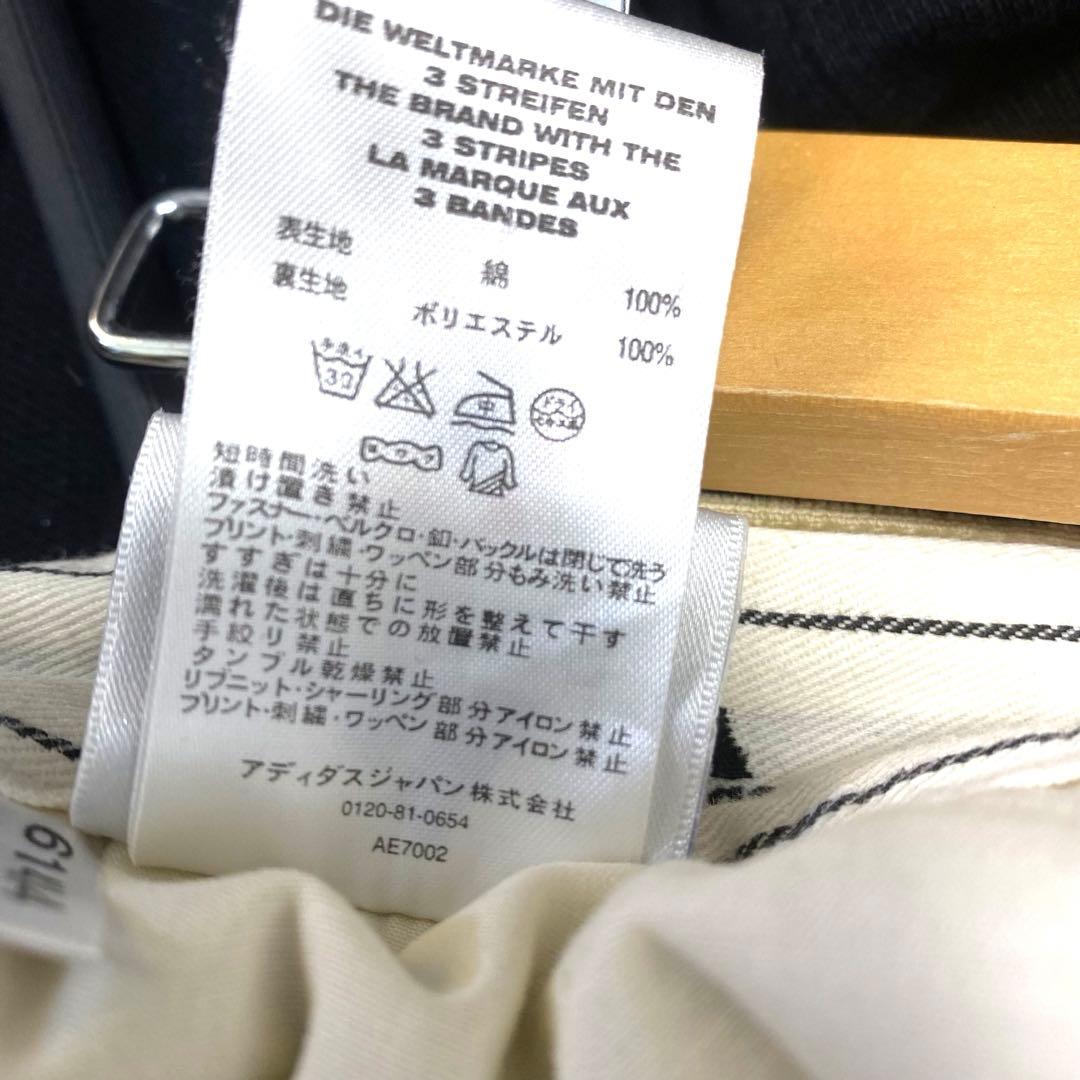 DIE WELTMARKE MIT DEN
3 STREIFEN
THE BRAND WITH THE
3 STRIPES
LA MARQUE AUX
3 BANDES
表生地 綿 100%
裏生地 ポリエステル 100%
手洗イ
30
中
ドライ
セキユ系
ヨワク
短時間洗い
漬け置き禁止
ファスナー・ベルクロ・釦・バックルは閉じて洗う
プリント・刺繍・ワッペン部分もみ洗い禁止
すすぎは十分に
洗濯後は直ちに形を整えて干す
濡れた状態での放置禁止
手絞り禁止
タンブル乾燥禁止
リブニット・シャーリング部分アイロン禁止
プリント・刺繍・ワッペン部分アイロン禁止
アディダスジャパン株式会社
0120-81-0654
AE7002